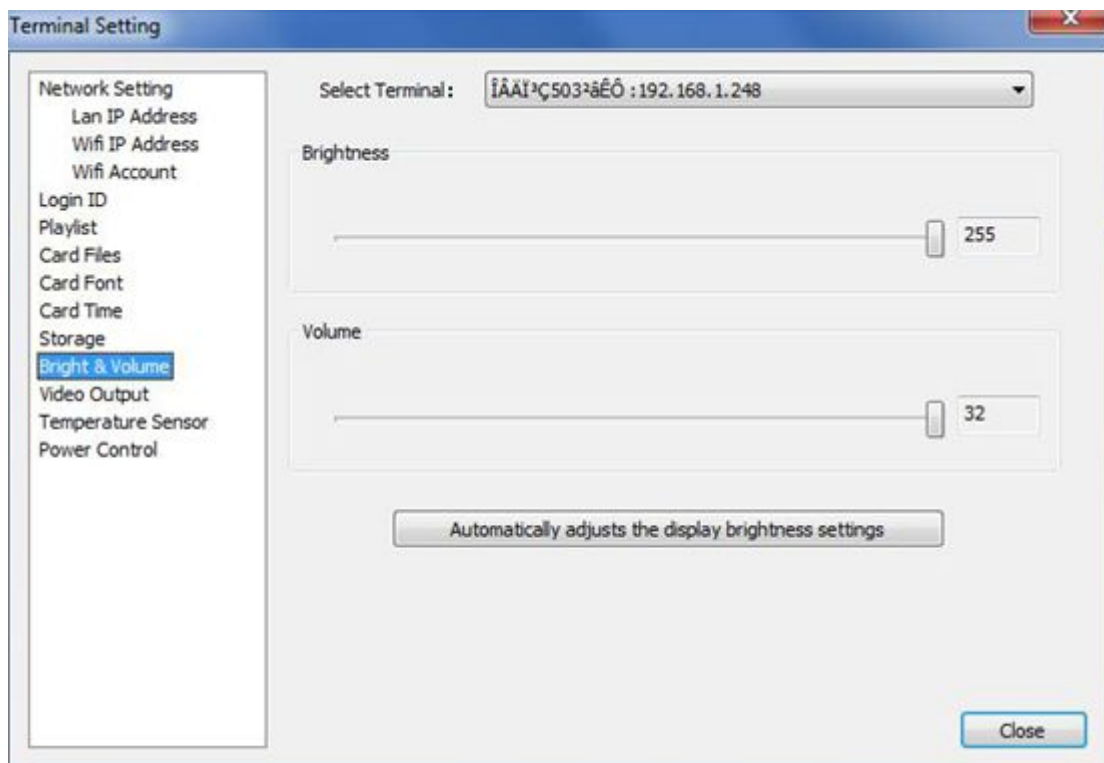 Terminal Setting
Network Setting
Lan IP Address
Wifi IP Address
Wifi Account
Login ID
Playlist
Card Files
Card Font
Card Time
Storage
Bright & Volume
Video Output
Temperature Sensor
Power Control
Select Terminal:
ÎÂÄÏ³Ç503²âÊÔ :192.168.1.248
Brightness
255
Volume
32
Automatically adjusts the display brightness settings
Close